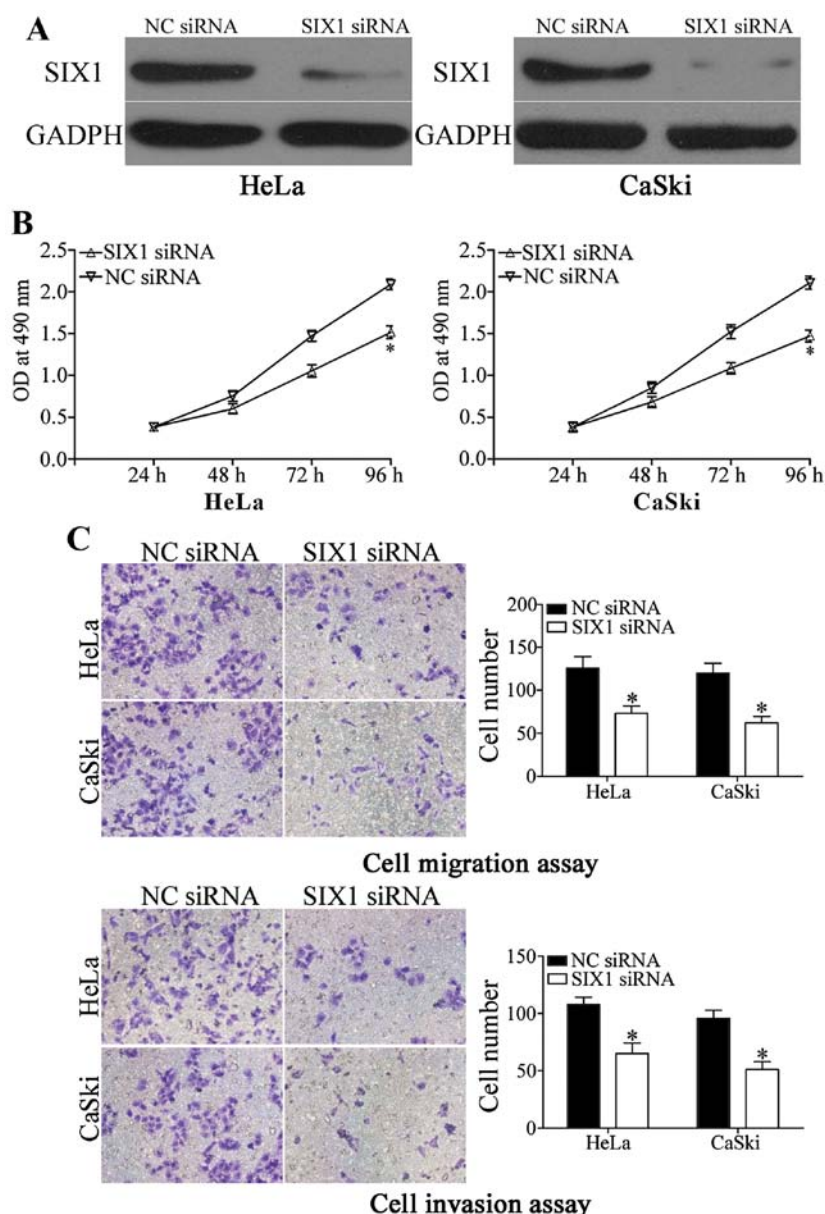 A
NC siRNA SIX1 siRNA
NC siRNA SIX1 siRNA
SIX1
SIX1
GADPH
GADPH
HeLa
CaSki
B
2.5
2.0
1.5
1.0
0.5
0.0
OD at 490 nm
SIX1 siRNA
NC siRNA
24 h 48 h 72 h 96 h
*
HeLa
2.5
2.0
1.5
1.0
0.5
0.0
OD at 490 nm
SIX1 siRNA
NC siRNA
24 h 48 h 72 h 96 h
*
CaSki
C
NC siRNA SIX1 siRNA
HeLa
CaSki
200
150
100
50
0
Cell number
NC siRNA
SIX1 siRNA
* *
HeLa CaSki
Cell migration assay
NC siRNA SIX1 siRNA
HeLa
CaSki
150
100
50
0
Cell number
NC siRNA
SIX1 siRNA
* *
HeLa CaSki
Cell invasion assay